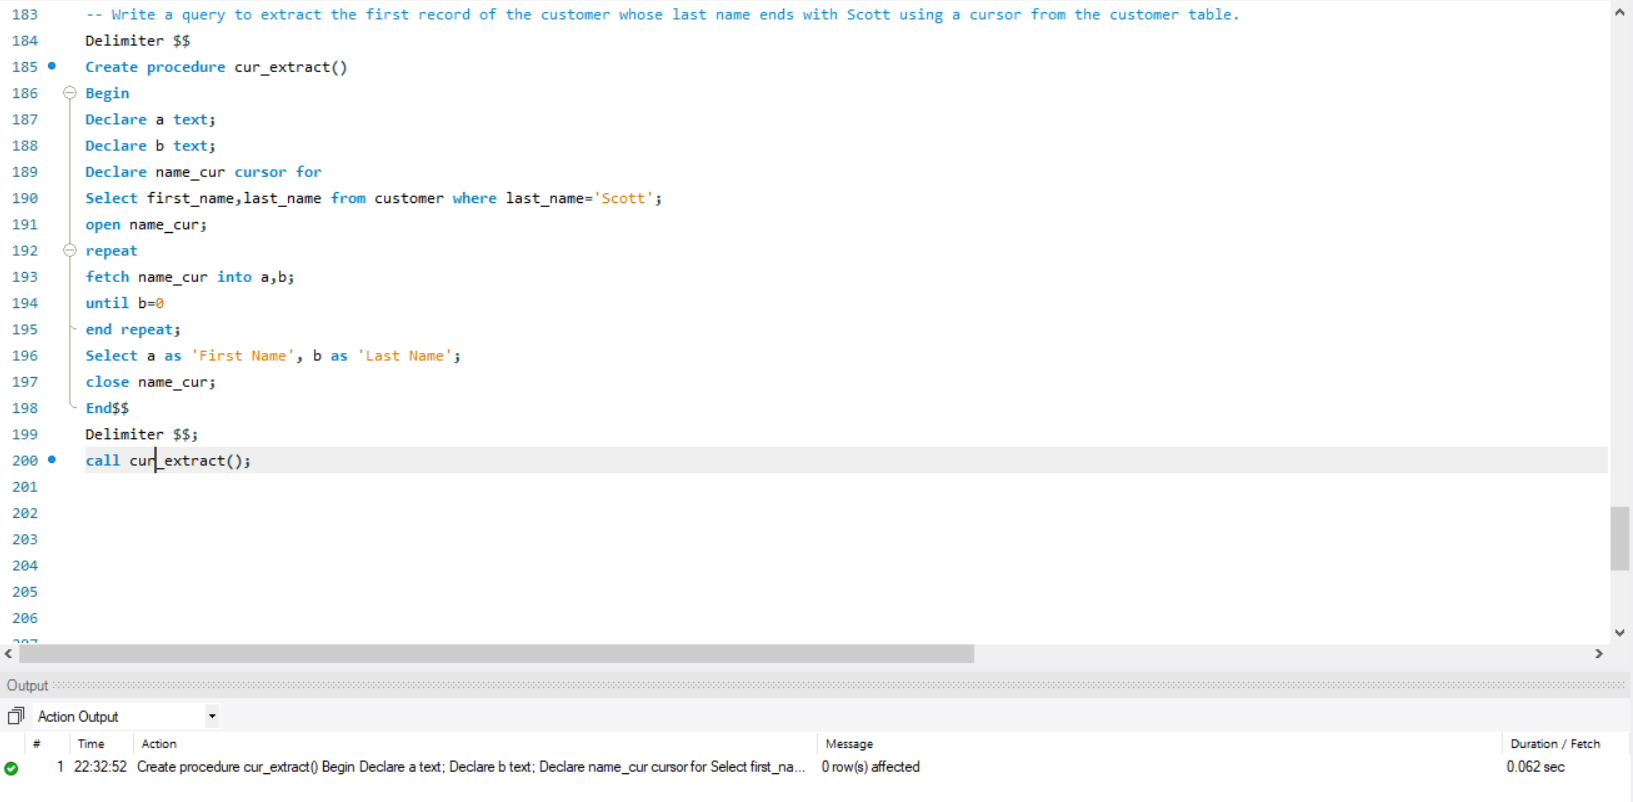 183 -- Write a query to extract the first record of the customer whose last name ends with Scott using a cursor from the customer table.
184 Delimiter $$
185 Create procedure cur_extract()
186 Begin
187 Declare a text;
188 Declare b text;
189 Declare name_cur cursor for
190 Select first_name,last_name from customer where last_name='Scott';
191 open name_cur;
192 repeat
193 fetch name_cur into a,b;
194 until b=0
195 end repeat;
196 Select a as 'First Name', b as 'Last Name';
197 close name_cur;
198 End$$
199 Delimiter $$;
200 call cur_extract();
201
202
203
204
205
206
Output
Action Output
# Time Action Message Duration / Fetch
1 22:32:52 Create procedure cur_extract() Begin Declare a text; Declare b text; Declare name_cur cursor for Select first_na... 0 row(s) affected 0.062 sec